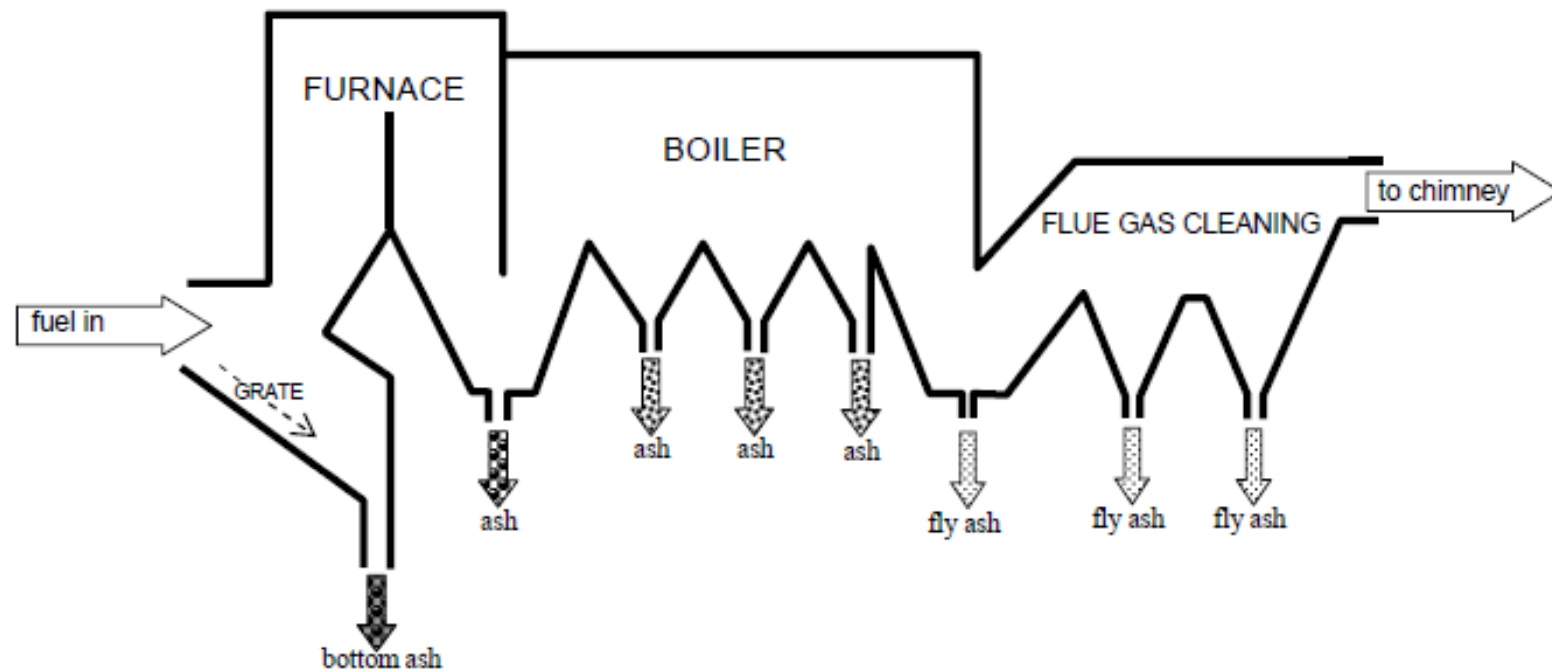 FURNACE
BOILER
to chimney
FLUE GAS CLEANING
fuel in
GRATE
ash
ash
ash
ash
fly ash
fly ash
fly ash
bottom ash